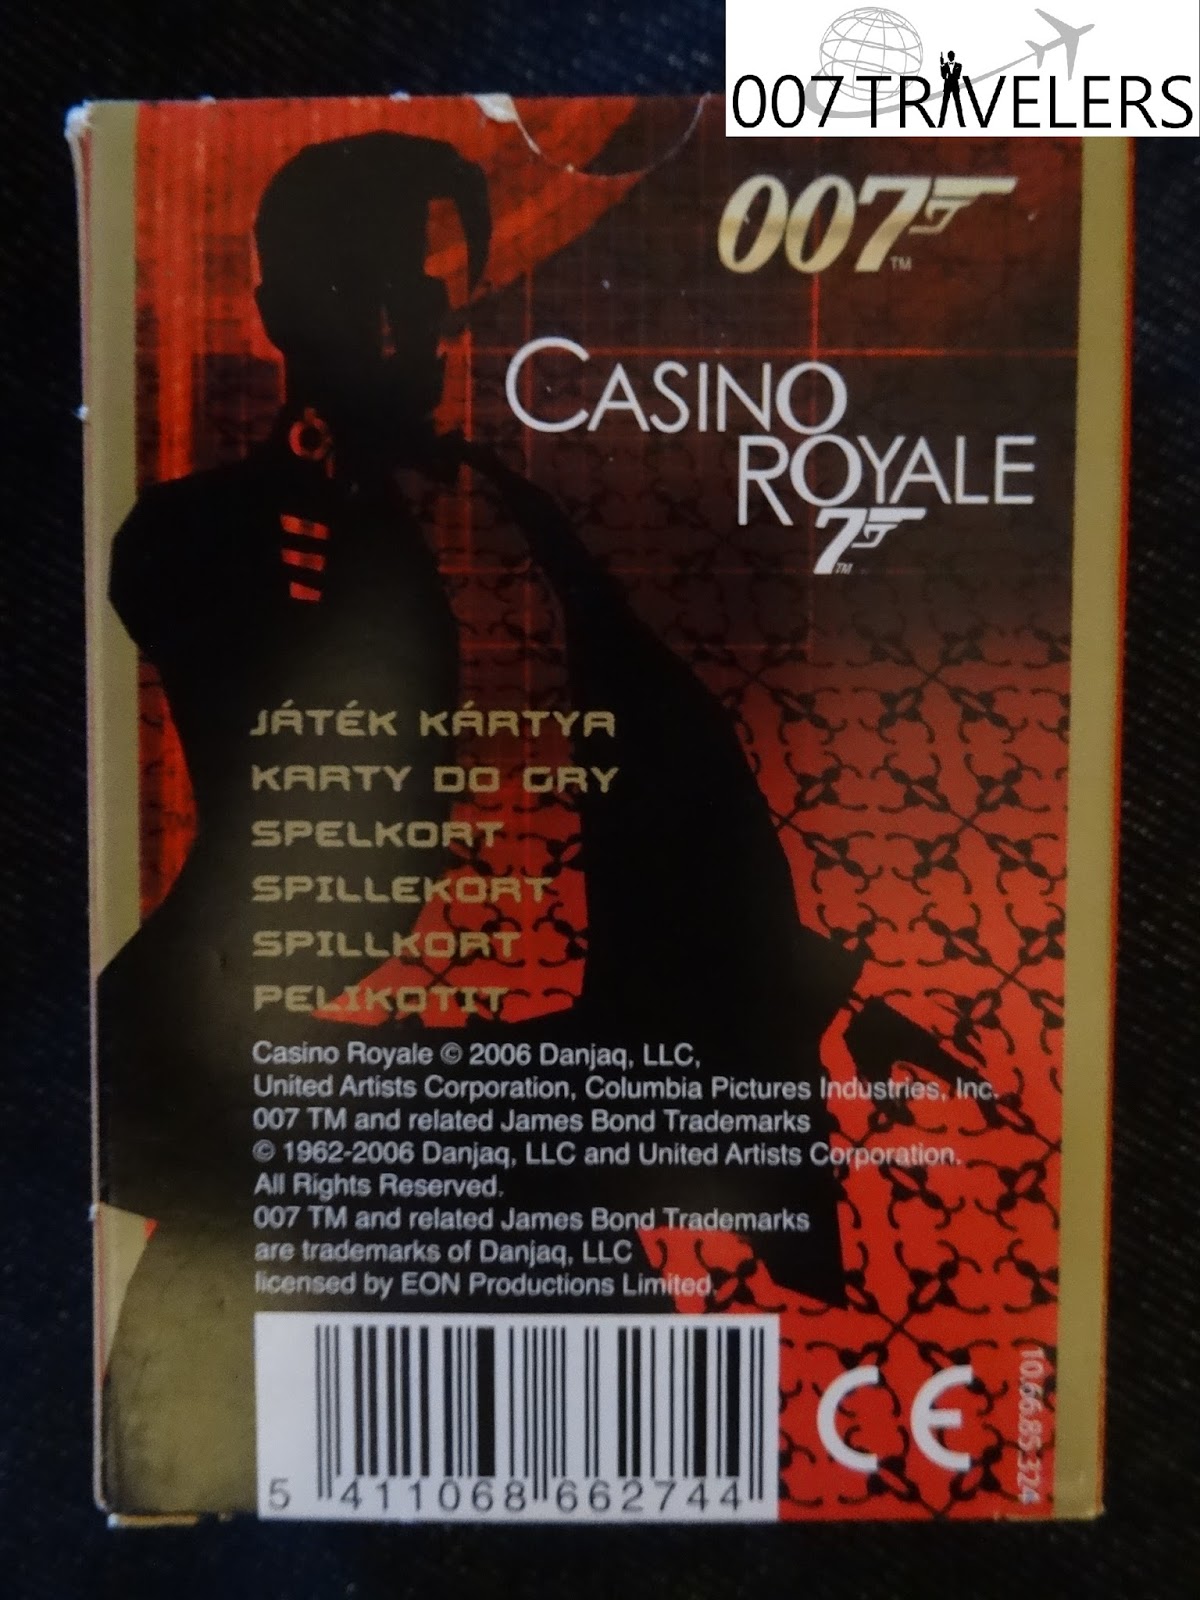 007 TRAVELERS
007
TM
CASINO
ROYALE
7
TM
JÁTÉK KÁRTYA
KARTY DO GRY
SPELKORT
TM
SPILLEKORT
SPILLKORT
PELIKOTIT
Casino Royale © 2006 Danjaq, LLC,
United Artists Corporation, Columbia Pictures Industries, Inc.
007 TM and related James Bond Trademarks
© 1962-2006 Danjaq, LLC and United Artists Corporation.
All Rights Reserved.
007 TM and related James Bond Trademarks
are trademarks of Danjaq, LLC
licensed by EON Productions Limited.
5 411068 662744
CE
10.66.85.324